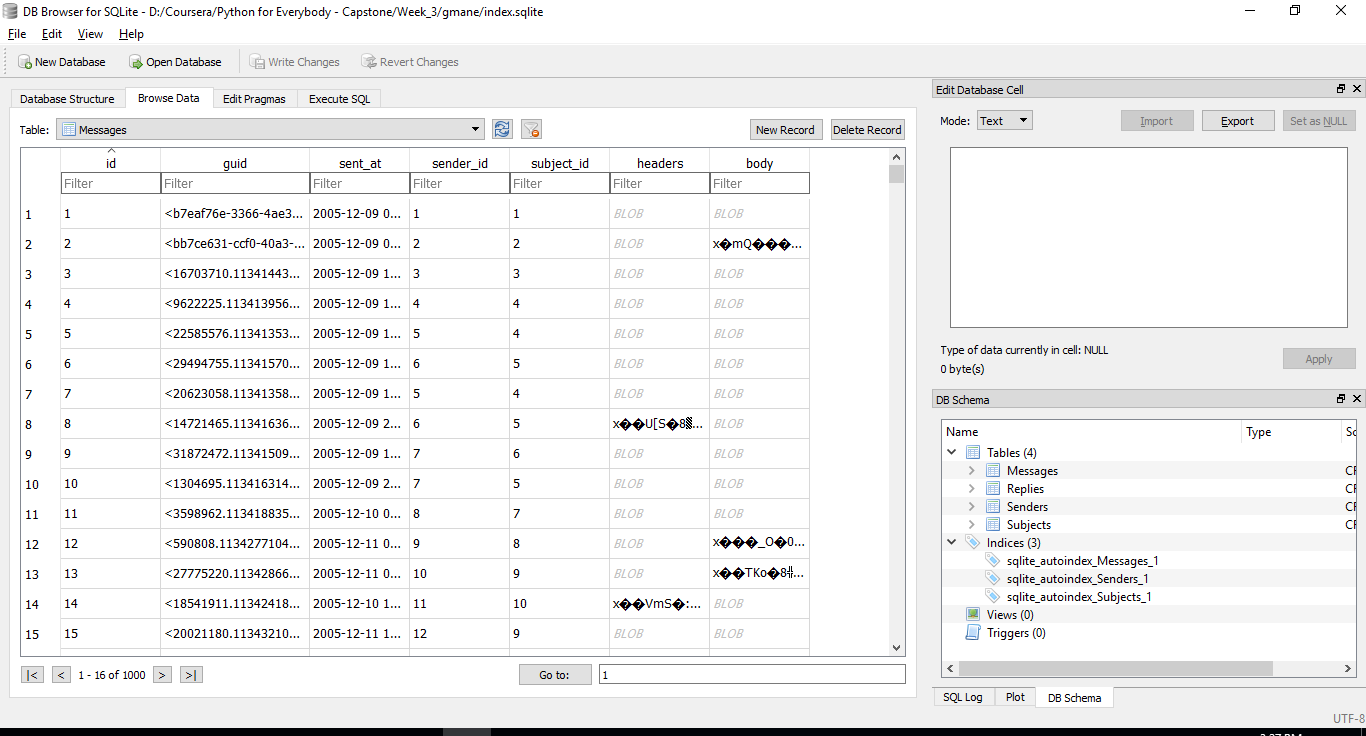 DB Browser for SQLite - D:/Coursera/Python for Everybody - Capstone/Week_3/gmane/index.sqlite
File Edit View Help
New Database Open Database Write Changes Revert Changes
Database Structure Browse Data Edit Pragmas Execute SQL
Table: Messages New Record Delete Record
id guid sent_at sender_id subject_id headers body
Filter Filter Filter Filter Filter Filter Filter
1 1 <b7eaf76e-3366-4ae3... 2005-12-09 0... 1 1 BLOB BLOB
2 2 <bb7ce631-ccf0-40a3-... 2005-12-09 0... 2 2 BLOB x�mQ���...
3 3 <16703710.11341443... 2005-12-09 1... 3 3 BLOB BLOB
4 4 <9622225.113413956... 2005-12-09 1... 4 4 BLOB BLOB
5 5 <22585576.11341353... 2005-12-09 1... 5 4 BLOB BLOB
6 6 <29494755.11341570... 2005-12-09 1... 6 5 BLOB BLOB
7 7 <20623058.11341358... 2005-12-09 1... 5 4 BLOB BLOB
8 8 <14721465.11341636... 2005-12-09 2... 6 5 x��U[S�8▒... BLOB
9 9 <31872472.11341509... 2005-12-09 1... 7 6 BLOB BLOB
10 10 <1304695.113416314... 2005-12-09 2... 7 5 BLOB BLOB
11 11 <3598962.113418835... 2005-12-10 0... 8 7 BLOB BLOB
12 12 <590808.1134277104... 2005-12-11 0... 9 8 BLOB x���_O�0...
13 13 <27775220.11342866... 2005-12-11 0... 10 9 BLOB x��TKo�8╬...
14 14 <18541911.11342418... 2005-12-10 1... 11 10 x��VmS�:... BLOB
15 15 <20021180.11343210... 2005-12-11 1... 12 9 BLOB BLOB
|< < 1 - 16 of 1000 > >| Go to: 1
Edit Database Cell
Mode: Text Import Export Set as NULL
Type of data currently in cell: NULL
0 byte(s)
Apply
DB Schema
Name Type Sc
Tables (4)
Messages CR
Replies CR
Senders CR
Subjects CR
Indices (3)
sqlite_autoindex_Messages_1
sqlite_autoindex_Senders_1
sqlite_autoindex_Subjects_1
Views (0)
Triggers (0)
SQL Log Plot DB Schema
UTF-8